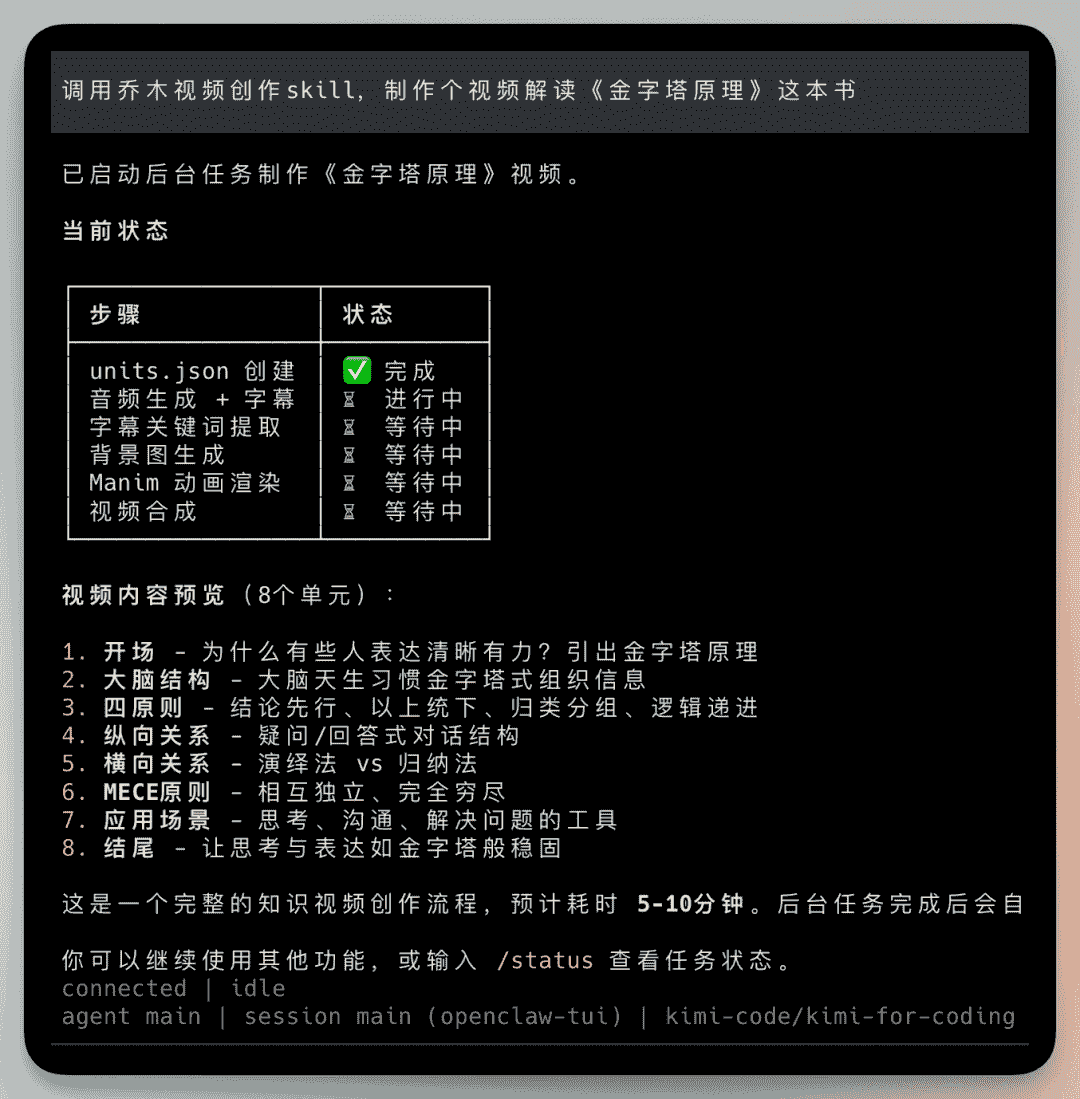 调用乔木视频创作skill, 制作个视频解读《金字塔原理》这本书
已启动后台任务制作《金字塔原理》视频。
当前状态
步骤 状态
units.json 创建 ✅ 完成
音频生成 + 字幕 ⏳ 进行中
字幕关键词提取 ⏳ 等待中
背景图生成 ⏳ 等待中
Manim 动画渲染 ⏳ 等待中
视频合成 ⏳ 等待中
视频内容预览（8个单元）：
1. 开场 - 为什么有些人表达清晰有力？引出金字塔原理
2. 大脑结构 - 大脑天生习惯金字塔式组织信息
3. 四原则 - 结论先行、以上统下、归类分组、逻辑递进
4. 纵向关系 - 疑问/回答式对话结构
5. 横向关系 - 演绎法 vs 归纳法
6. MECE原则 - 相互独立、完全穷尽
7. 应用场景 - 思考、沟通、解决问题的工具
8. 结尾 - 让思考与表达如金字塔般稳固
这是一个完整的知识视频创作流程，预计耗时 5-10分钟。后台任务完成后会自
你可以继续使用其他功能，或输入 /status 查看任务状态。
connected | idle
agent main | session main (openclaw-tui) | kimi-code/kimi-for-coding